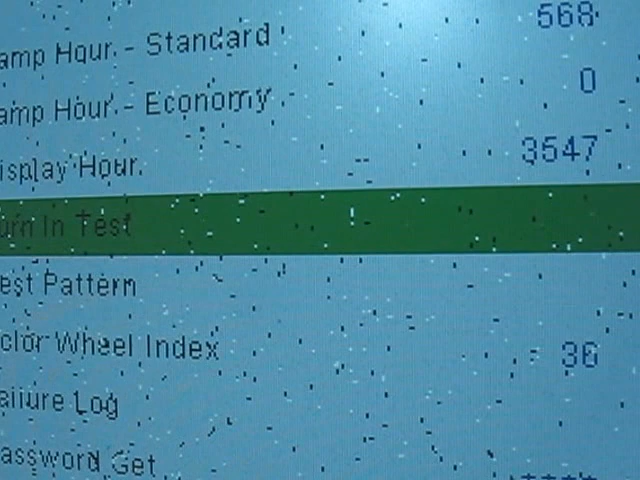 568
amp Hour - Standard
amp Hour - Economy 0
isplay Hour 3547
urn In Test
est Pattern
olor Wheel Index 36
ailure Log
assword Get